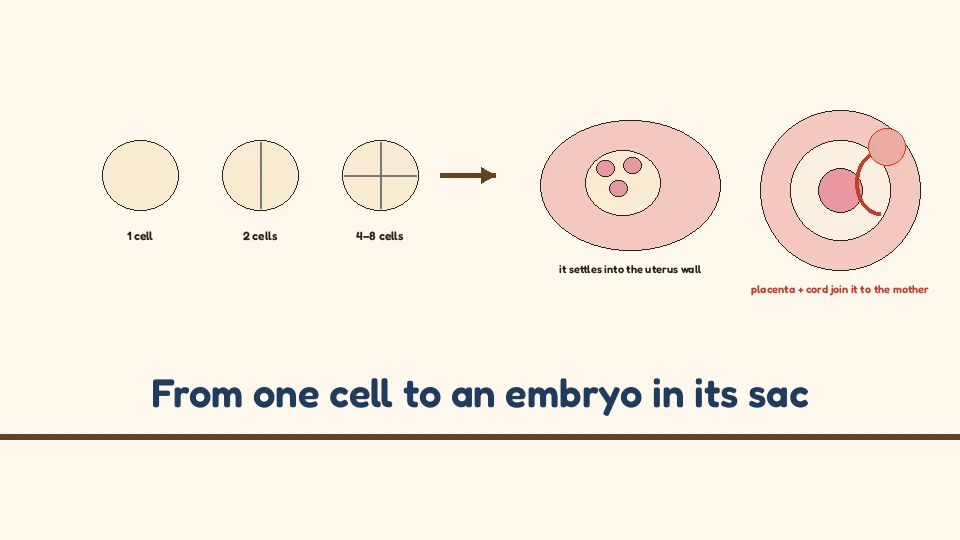 1 cell
2 cells
4–8 cells
it settles into the uterus wall
placenta + cord join it to the mother
From one cell to an embryo in its sac